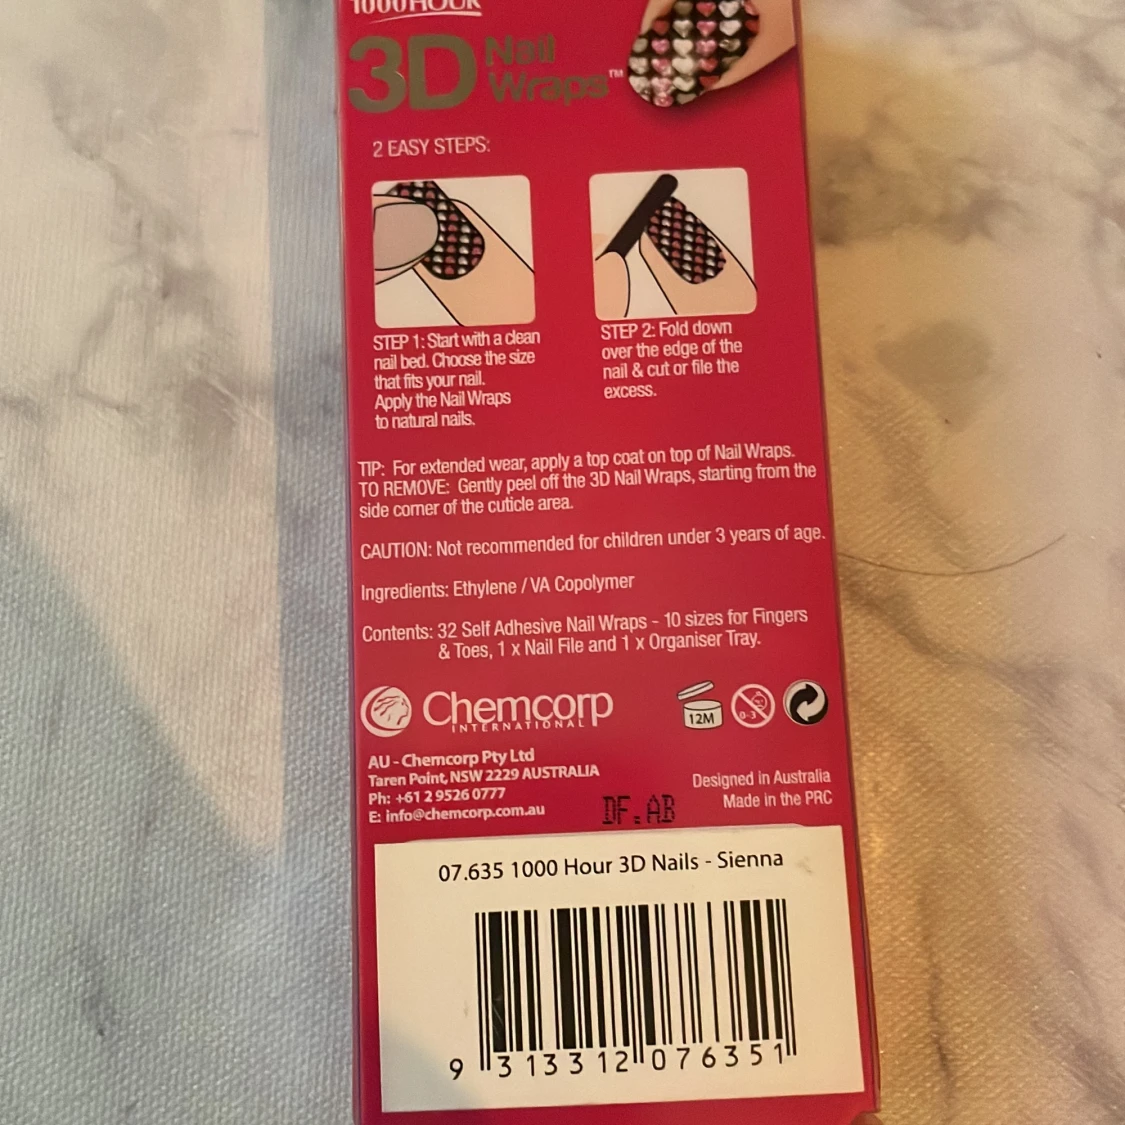 1000HOUR
3D Nail
Wraps™
2 EASY STEPS:
STEP 1: Start with a clean
nail bed. Choose the size
that fits your nail.
Apply the Nail Wraps
to natural nails.
STEP 2: Fold down
over the edge of the
nail & cut or file the
excess.
TIP: For extended wear, apply a top coat on top of Nail Wraps.
TO REMOVE: Gently peel off the 3D Nail Wraps, starting from the
side corner of the cuticle area.
CAUTION: Not recommended for children under 3 years of age.
Ingredients: Ethylene / VA Copolymer
Contents: 32 Self Adhesive Nail Wraps - 10 sizes for Fingers
& Toes, 1 x Nail File and 1 x Organiser Tray.
Chemcorp
INTERNATIONAL
12M
0-3
AU - Chemcorp Pty Ltd
Taren Point, NSW 2229 AUSTRALIA
Ph: +61 2 9526 0777
E: info@chemcorp.com.au
DF.AB
Designed in Australia
Made in the PRC
07.635 1000 Hour 3D Nails - Sienna
9 313312 076351